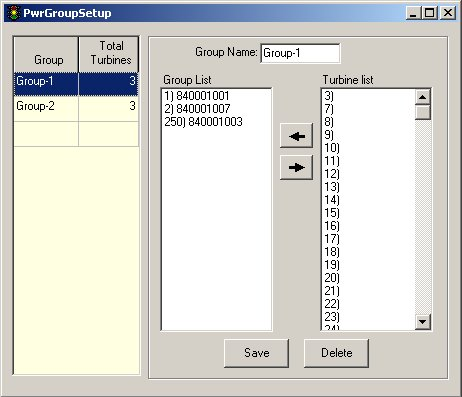 PwrGroupSetup
Group
Total
Turbines
Group-1 3
Group-2 3
Group Name: Group-1
Group List
1) 840001001
2) 840001007
250) 840001003
Turbine list
3)
7)
8)
9)
10)
11)
12)
13)
14)
15)
16)
17)
18)
19)
20)
21)
22)
23)
24)
Save
Delete